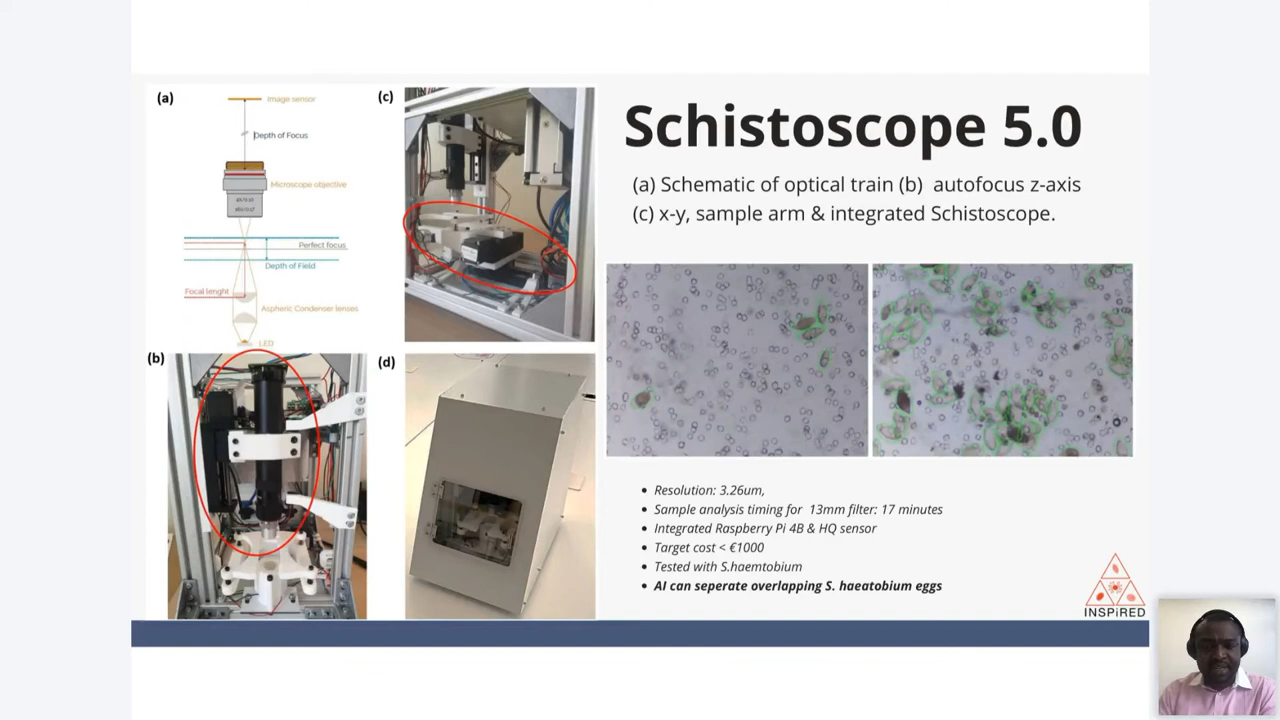 (a)
Image sensor
Depth of Focus
Microscope objective
Perfect focus
Depth of Field
Focal lenght
Aspheric Condenser lenses
LED
(c)
(b)
(d)
Schistoscope 5.0
(a) Schematic of optical train (b) autofocus z-axis
(c) x-y, sample arm & integrated Schistoscope.
• Resolution: 3.26um,
• Sample analysis timing for 13mm filter: 17 minutes
• Integrated Raspberry Pi 4B & HQ sensor
• Target cost < €1000
• Tested with S.haemtobium
• AI can seperate overlapping S. haeatobium eggs
INSPiRED